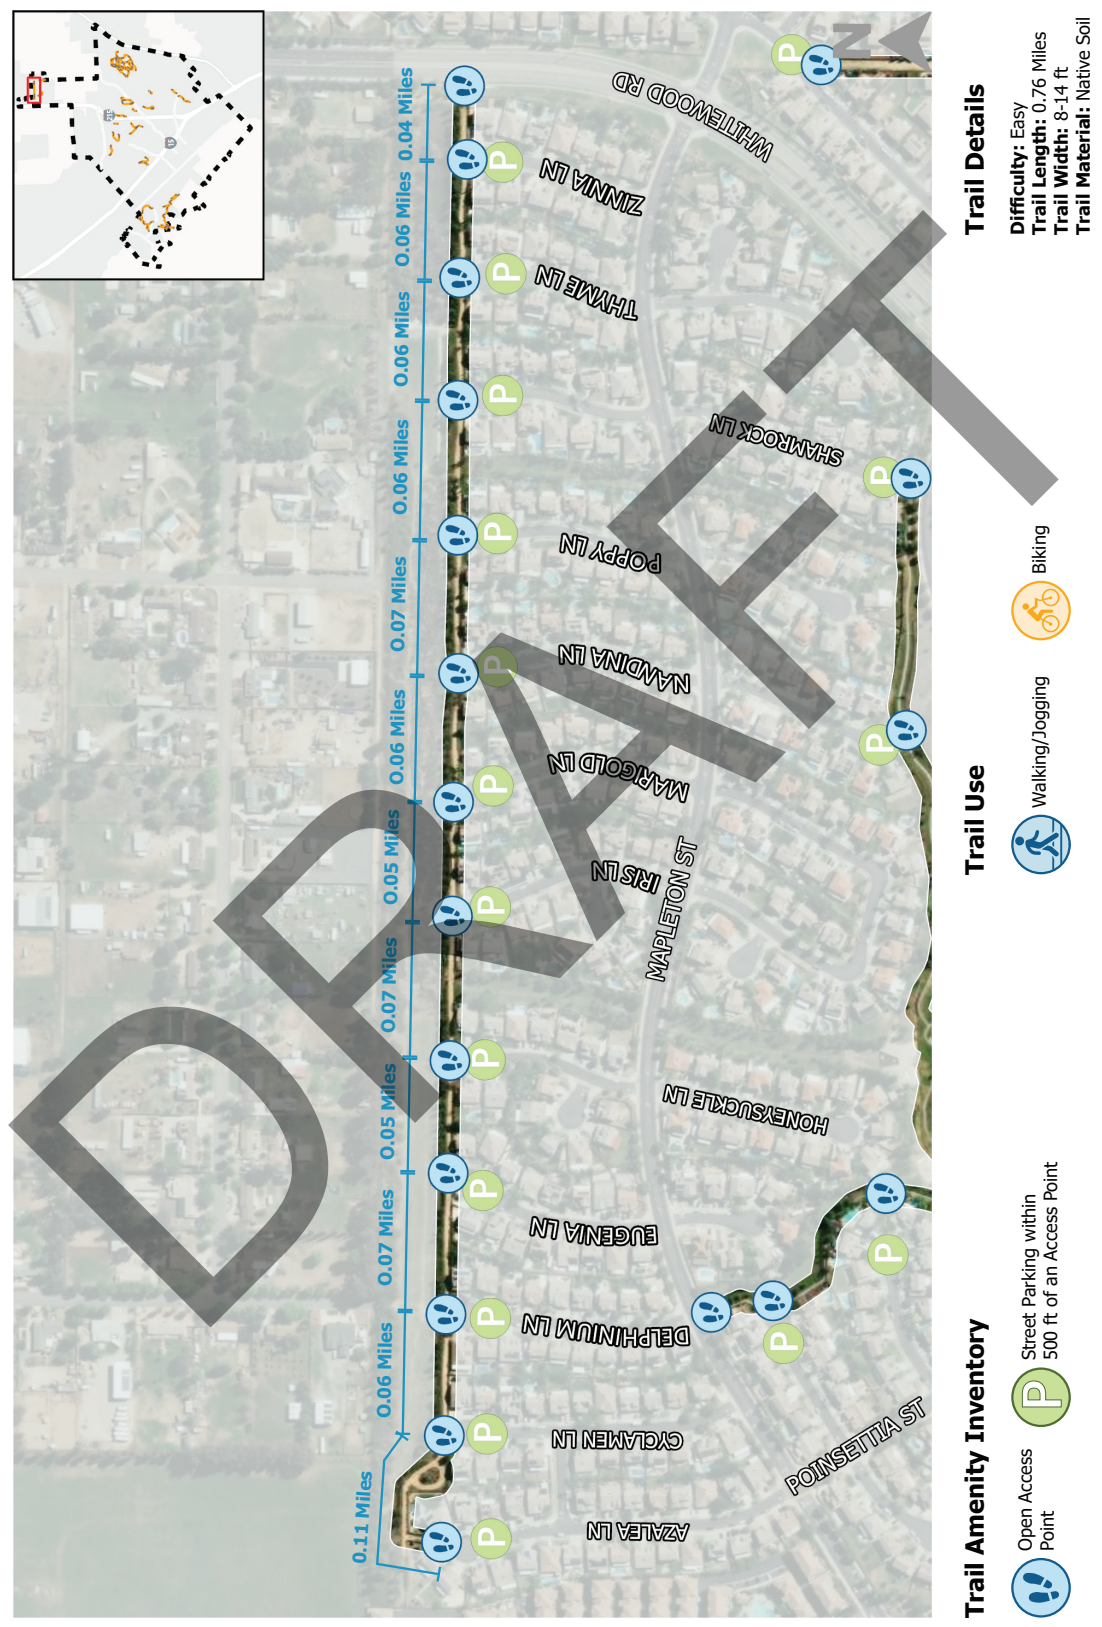 0.11 Miles
0.06 Miles
0.07 Miles
0.05 Miles
0.07 Miles
0.05 Miles
0.06 Miles
0.07 Miles
0.06 Miles
0.06 Miles
0.06 Miles
0.04 Miles
215
15
P
P
P
P
P
P
P
P
P
P
P
P
AZALEA LN
CYCLAMEN LN
DELPHINIUM LN
EUGENIA LN
IRIS LN
MARIGOLD LN
NANDINA LN
POPPY LN
THYME LN
ZINNIA LN
WHITEWOOD RD
MAPLETON ST
HONEYSUCKLE LN
SHAMROCK LN
POINSETTIA ST
P
P
P
P
P
N
DRAFT
Trail Amenity Inventory
Open Access
Point
P
Street Parking within
500 ft of an Access Point
Trail Use
Walking/Jogging
Biking
Trail Details
Difficulty: Easy
Trail Length: 0.76 Miles
Trail Width: 8-14 ft
Trail Material: Native Soil